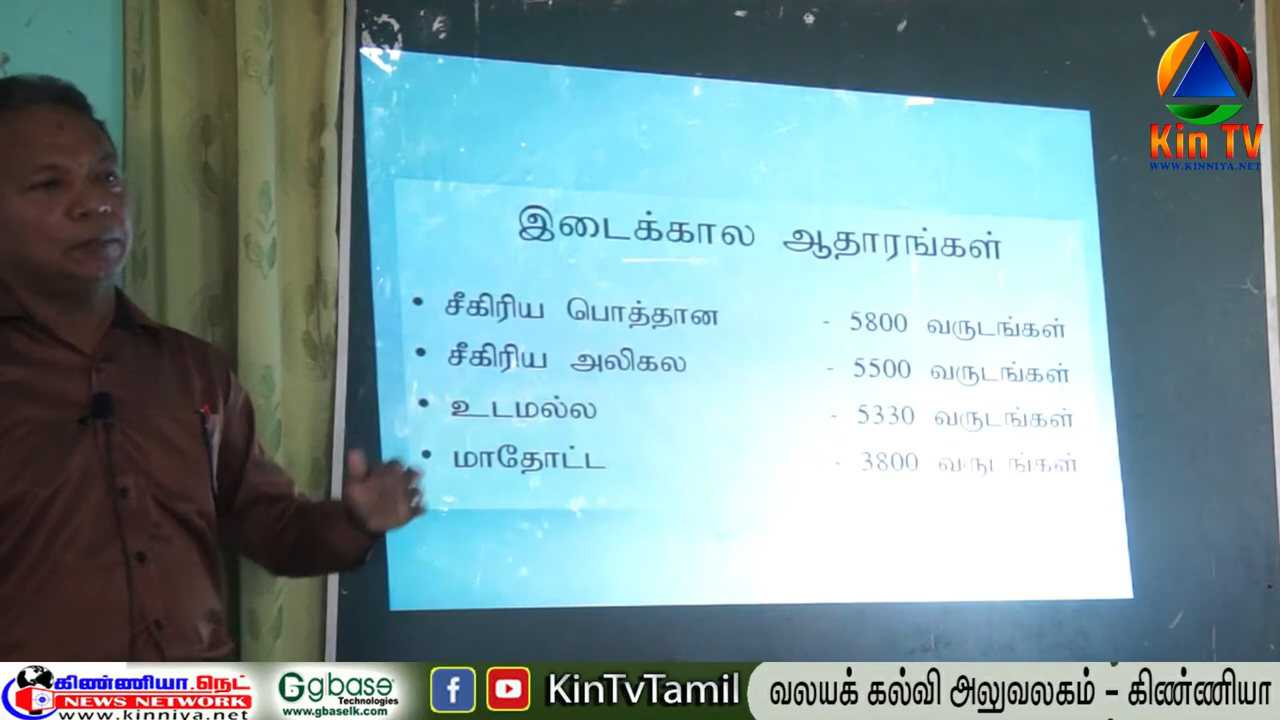 Kin TV
WWW.KINNIYA.NET
இடைக்கால ஆதாரங்கள்
• சீகிரிய பொத்தான - 5800 வருடங்கள்
• சீகிரிய அலிகல - 5500 வருடங்கள்
• உடமல்ல - 5330 வருடங்கள்
• மாதோட்ட - 3800 வருடங்கள்
கிண்ணியா.நெட்
NEWS NETWORK
www.kinniya.net
Ggbase
Technologies
www.gbaselk.com
f
KinTvTamil
வலயக் கல்வி அலுவலகம் - கிண்ணியா